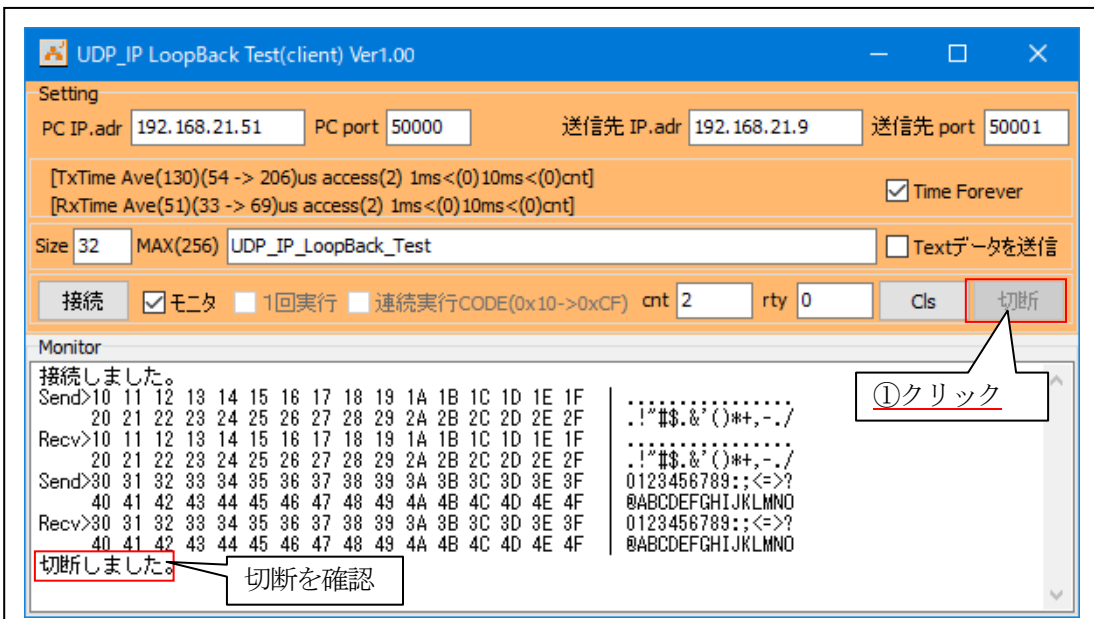 UDP_IP LoopBack Test(client) Ver1.00
Setting
PC IP.adr 192.168.21.51 PC port 50000 送信先 IP.adr 192.168.21.9 送信先 port 50001
[TxTime Ave(130)(54 -> 206)us access(2) 1ms<(0)10ms<(0)cnt]
[RxTime Ave(51)(33 -> 69)us access(2) 1ms<(0)10ms<(0)cnt]
Time Forever
Size 32 MAX(256) UDP_IP_LoopBack_Test Textデータを送信
接続 モニタ 1回実行 連続実行CODE(0x10->0xCF) cnt 2 rty 0 Cls 切断
Monitor
①クリック
接続しました。
Send>10 11 12 13 14 15 16 17 18 19 1A 1B 1C 1D 1E 1F | ................
20 21 22 23 24 25 26 27 28 29 2A 2B 2C 2D 2E 2F | .!"#$.&'()*+,-./
Recv>10 11 12 13 14 15 16 17 18 19 1A 1B 1C 1D 1E 1F | ................
20 21 22 23 24 25 26 27 28 29 2A 2B 2C 2D 2E 2F | .!"#$.&'()*+,-./
Send>30 31 32 33 34 35 36 37 38 39 3A 3B 3C 3D 3E 3F | 0123456789:;<=>?
40 41 42 43 44 45 46 47 48 49 4A 4B 4C 4D 4E 4F | @ABCDEFGHIJKLMNO
Recv>30 31 32 33 34 35 36 37 38 39 3A 3B 3C 3D 3E 3F | 0123456789:;<=>?
40 41 42 43 44 45 46 47 48 49 4A 4B 4C 4D 4E 4F | @ABCDEFGHIJKLMNO
切断しました。
切断を確認